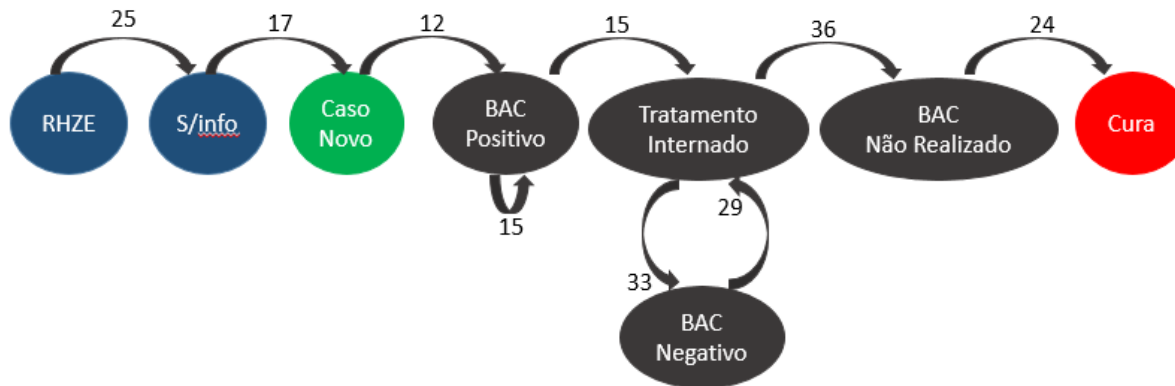 25
17
12
15
36
24
RHZE
S/info
Caso
Novo
BAC
Positivo
Tratamento
Internado
BAC
Não Realizado
Cura
15
29
33
BAC
Negativo